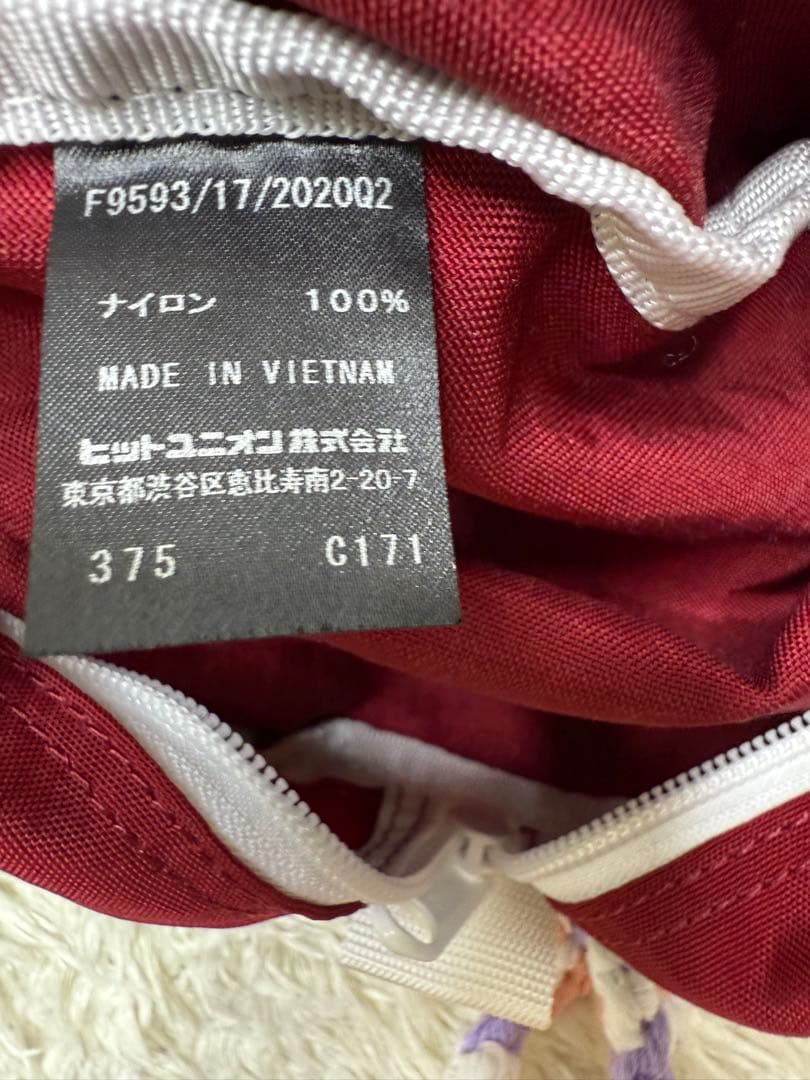 F9593/17/2020Q2
ナイロン 100%
MADE IN VIETNAM
ヒットユニオン株式会社
東京都渋谷区恵比寿南2-20-7
375 C171